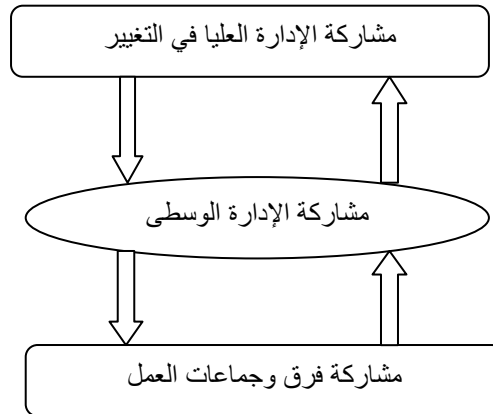 مشاركة الإدارة العليا في التغيير
مشاركة الإدارة الوسطى
مشاركة فرق وجماعات العمل